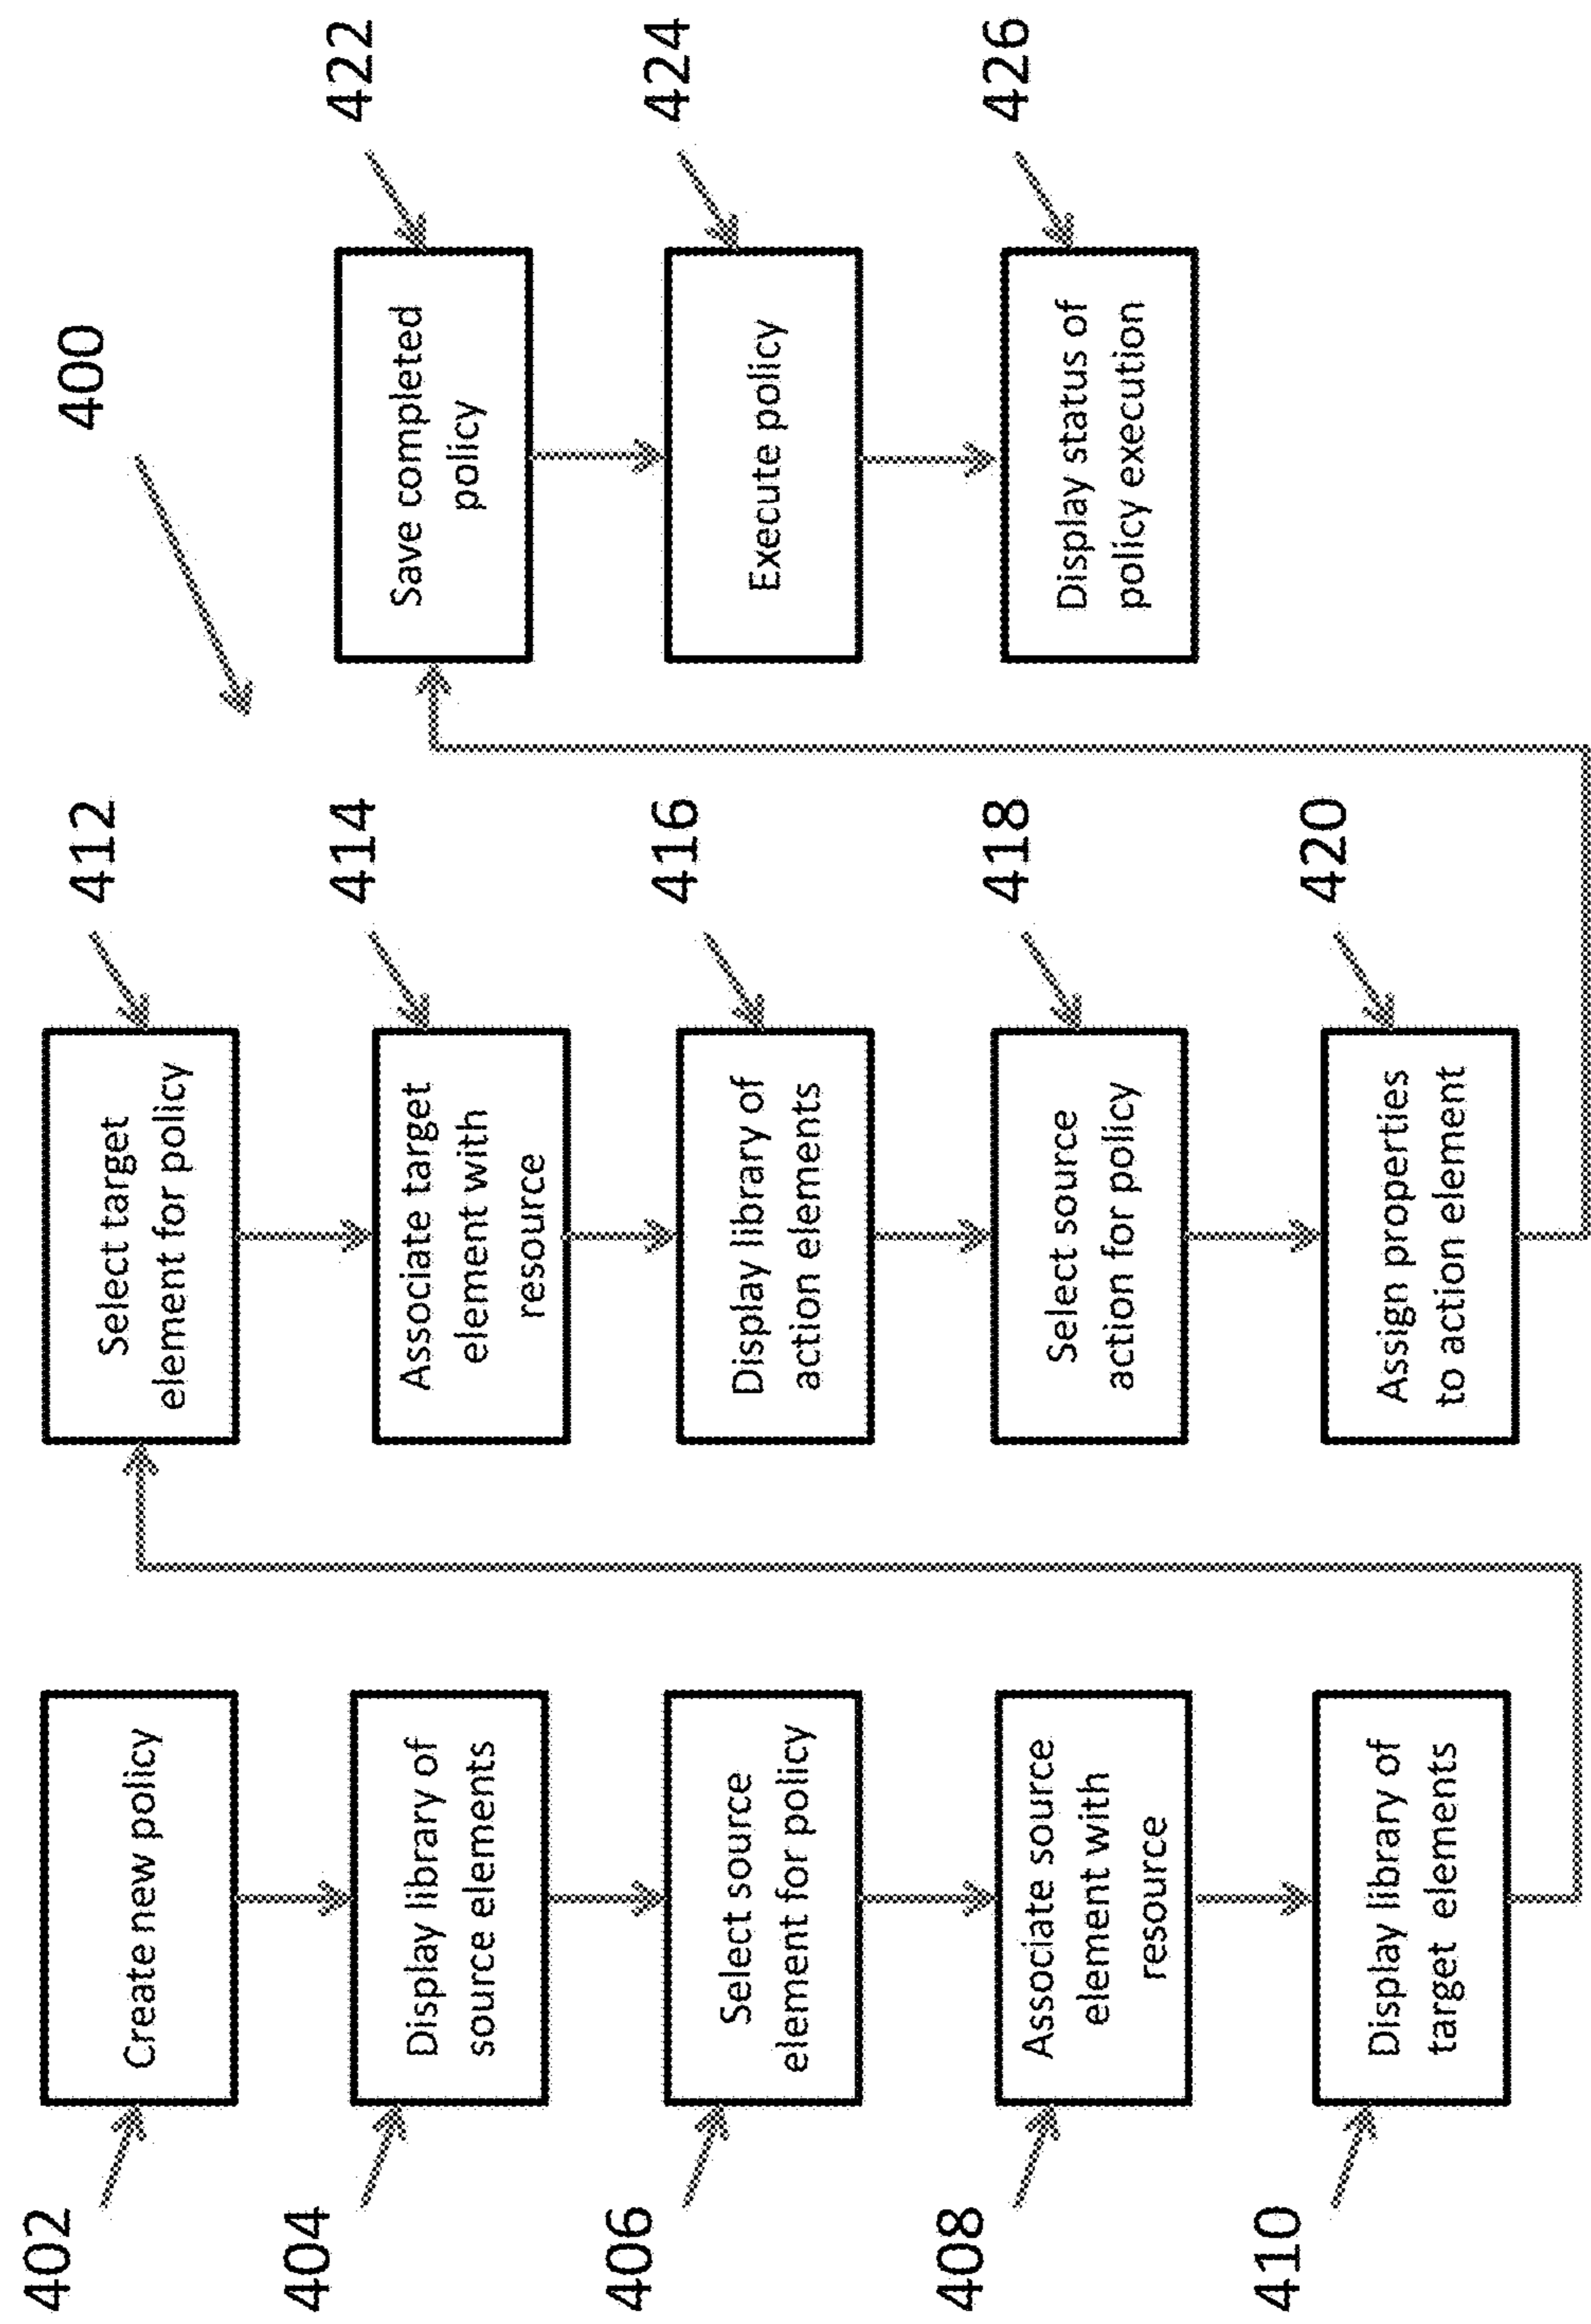 400
402
Create new policy
404
Display library of
source elements
406
Select source
element for policy
408
Associate source
element with
resource
410
Display library of
target elements
412
Select target
element for policy
414
Associate target
element with
resource
416
Display library of
action elements
418
Select source
action for policy
420
Assign properties
to action element
422
Save completed
policy
424
Execute policy
426
Display status of
policy execution